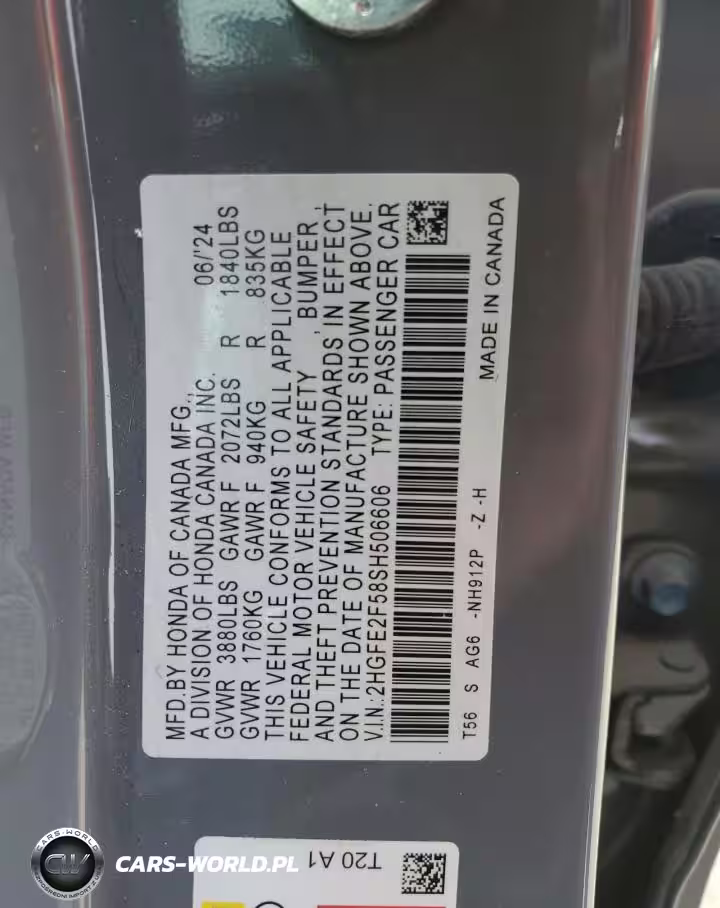 MFD.BY HONDA OF CANADA MFG., 06/'24
A DIVISION OF HONDA CANADA INC.
GVWR 3880LBS GAWR F 2072LBS R 1840LBS
GVWR 1760KG GAWR F 940KG R 835KG
THIS VEHICLE CONFORMS TO ALL APPLICABLE
FEDERAL MOTOR VEHICLE SAFETY , BUMPER ,
AND THEFT PREVENTION STANDARDS IN EFFECT
ON THE DATE OF MANUFACTURE SHOWN ABOVE.
V.I.N.: 2HGFE2F58SH506606 TYPE: PASSENGER CAR
T56 S AG6 -NH912P -Z -H MADE IN CANADA
T20 A1
CARS-WORLD
CW
CARS-WORLD.PL